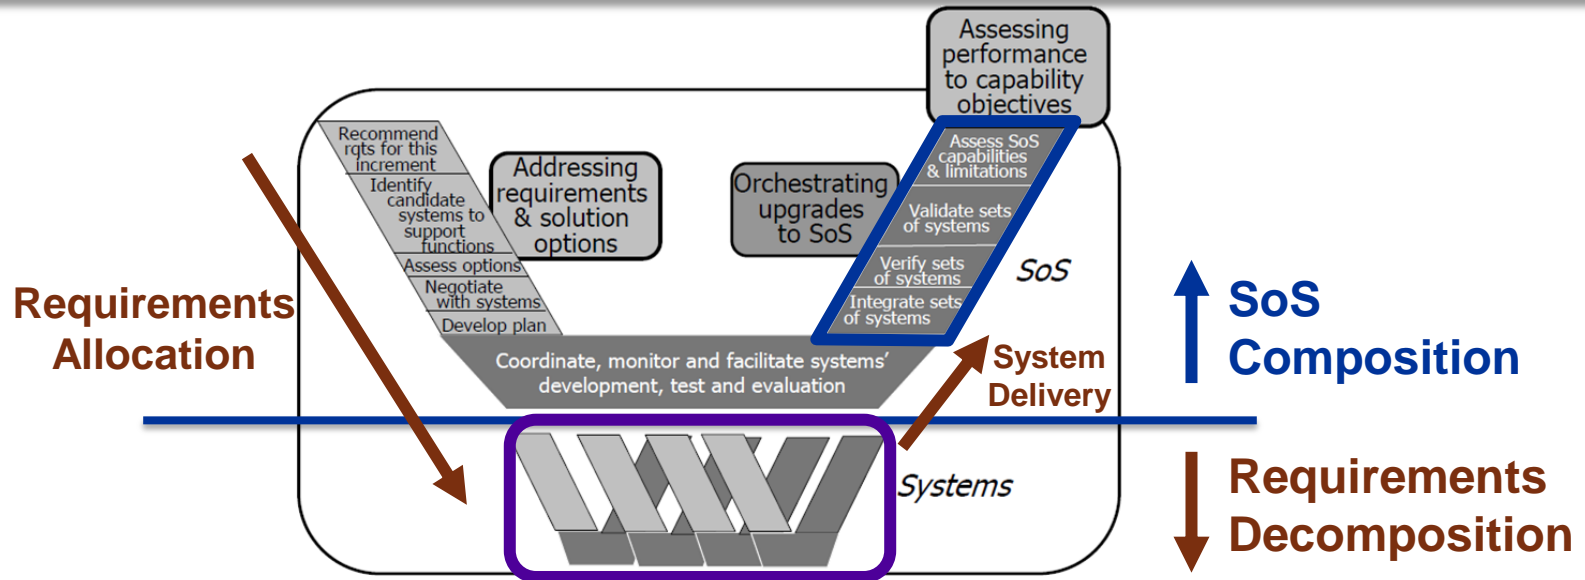 Assessing
performance
to capability
objectives
Recommend
rqts for this
increment
Identify
candidate
systems to
support
functions
Assess options
Negotiate
with systems
Develop plan
Addressing
requirements
& solution
options
Orchestrating
upgrades
to SoS
Assess SoS
capabilities
& limitations
Validate sets
of systems
Verify sets
of systems
Integrate sets
of systems
SoS
Requirements
Allocation
Coordinate, monitor and facilitate systems'
development, test and evaluation
System
Delivery
SoS
Composition
Systems
Requirements
Decomposition